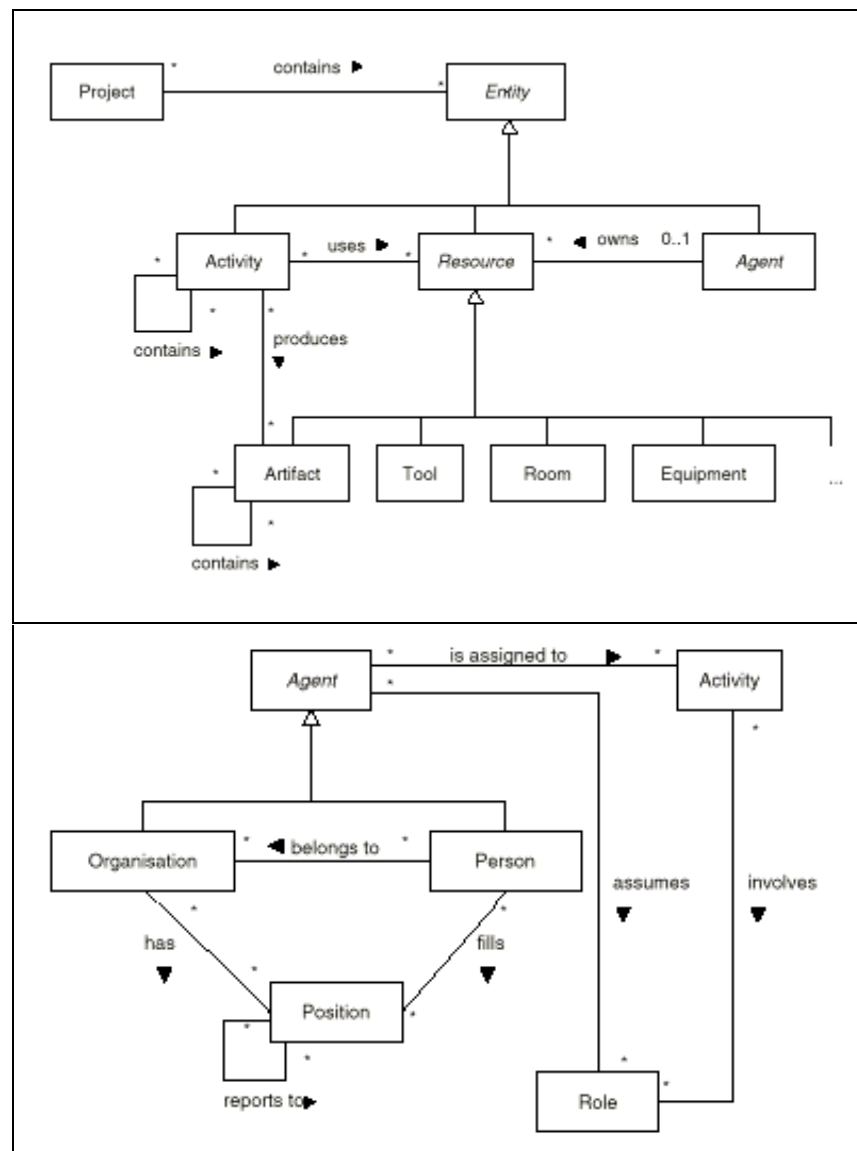 * contains
Project * Entity
Activity * uses * Resource * owns 0..1 Agent
*
* *
contains produces
*
* Artifact Tool Room Equipment ...
*
contains
Agent * is assigned to * Activity
*
*
Organisation * belongs to * Person
assumes involves
* *
has fills
*
Position *
* *
reports to
* *
Role